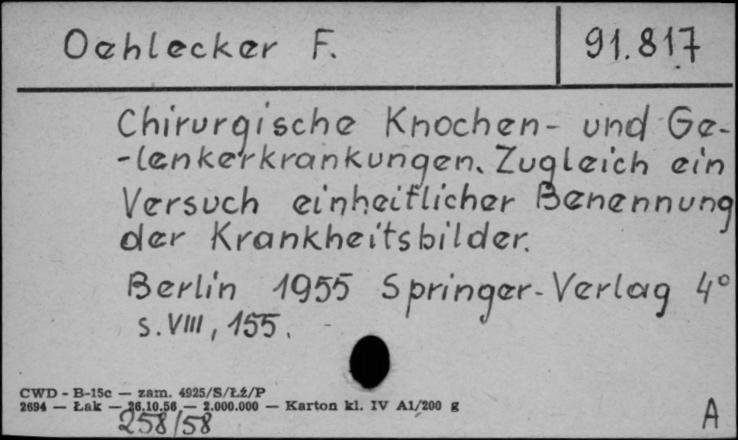 Oehlecker F.
91.817
Chirurgische Knochen- und Ge-
-lenkerkrankungen. Zugleich ein
Versuch einheitlicher Benennung
der Krankheitsbilder.
Berlin 1955 Springer-Verlag 4°
s. VIII, 155.
CWD - B-15c — zam. 4925/S/Łż/P
2694 — Łak — 26.10.56 — 2.000.000 — Karton kl. IV A1/200 g
258/58
A